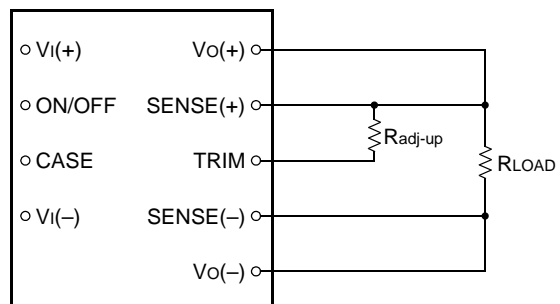 VI(+) VO(+)
ON/OFF SENSE(+)
Radj-up
CASE TRIM
RLOAD
VI(–) SENSE(–)
VO(–)